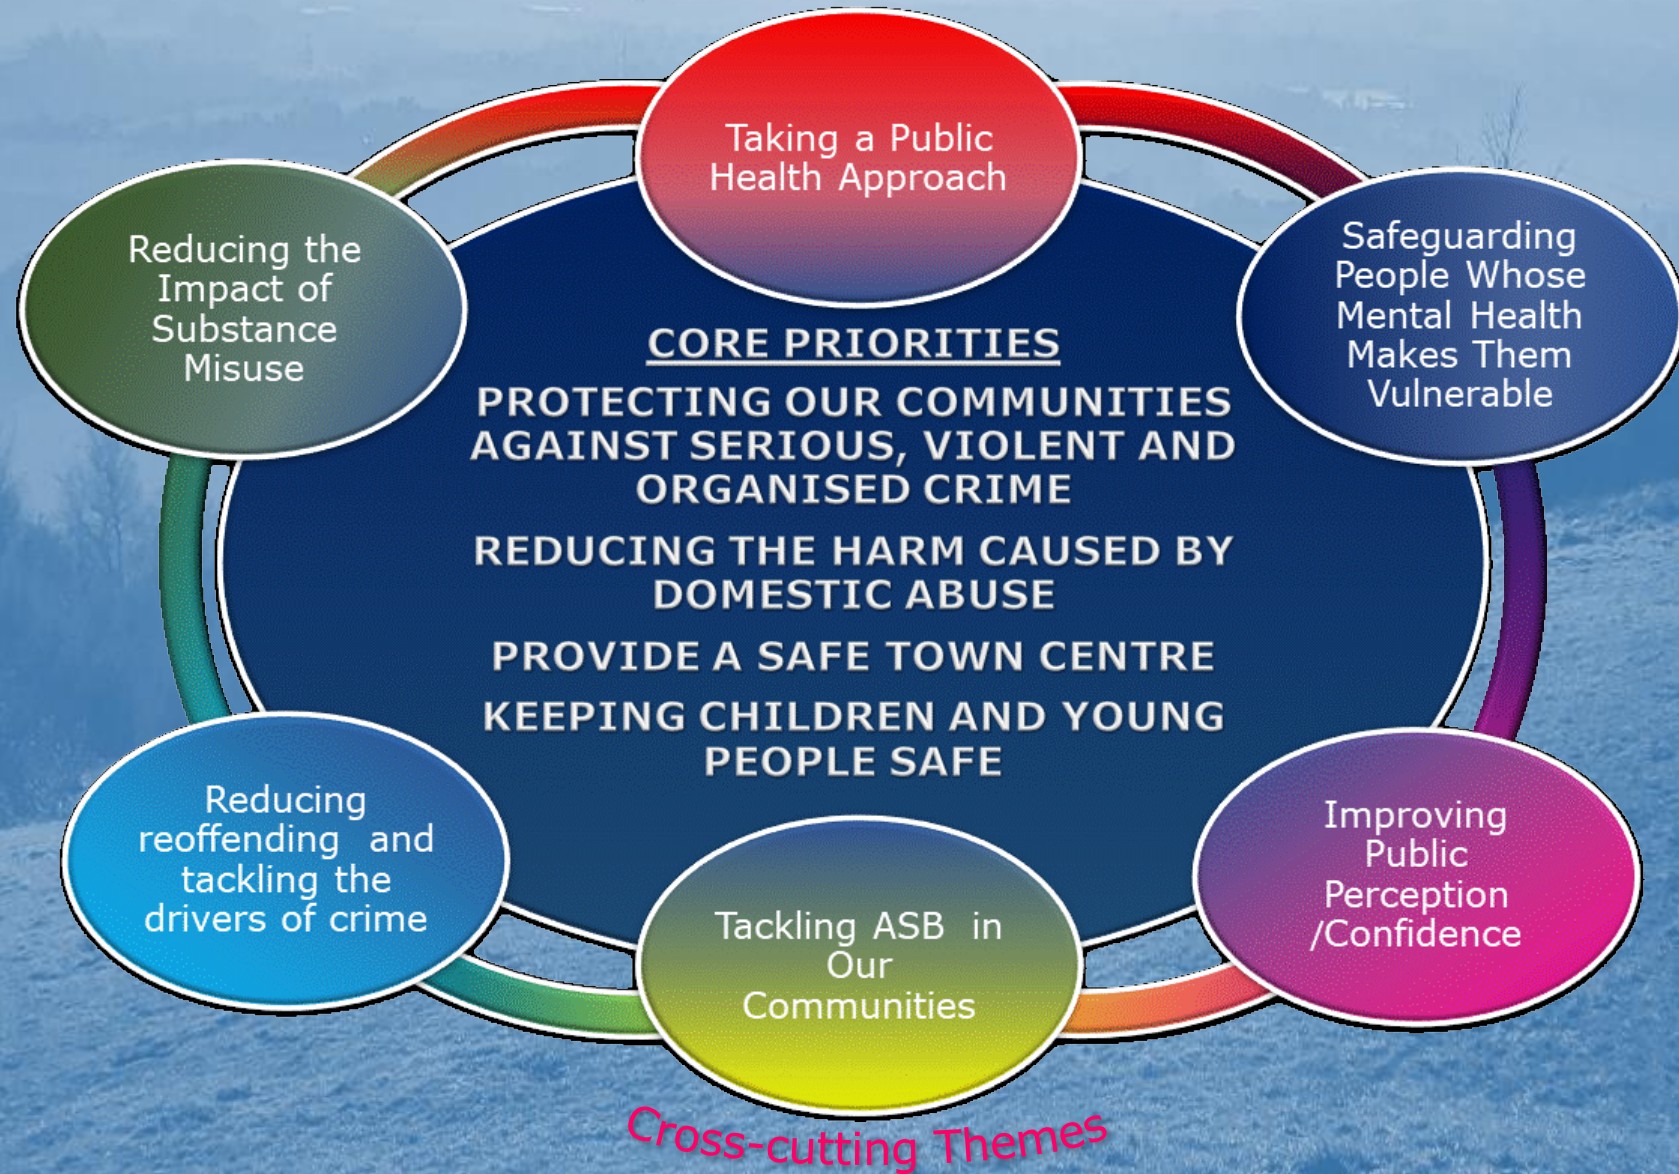 Taking a Public
Health Approach
Reducing the
Impact of
Substance
Misuse
Safeguarding
People Whose
Mental Health
Makes Them
Vulnerable
CORE PRIORITIES
PROTECTING OUR COMMUNITIES
AGAINST SERIOUS, VIOLENT AND
ORGANISED CRIME
REDUCING THE HARM CAUSED BY
DOMESTIC ABUSE
PROVIDE A SAFE TOWN CENTRE
KEEPING CHILDREN AND YOUNG
PEOPLE SAFE
Reducing
reoffending and
tackling the
drivers of crime
Improving
Public
Perception
/Confidence
Tackling ASB in
Our
Communities
Cross-cutting Themes